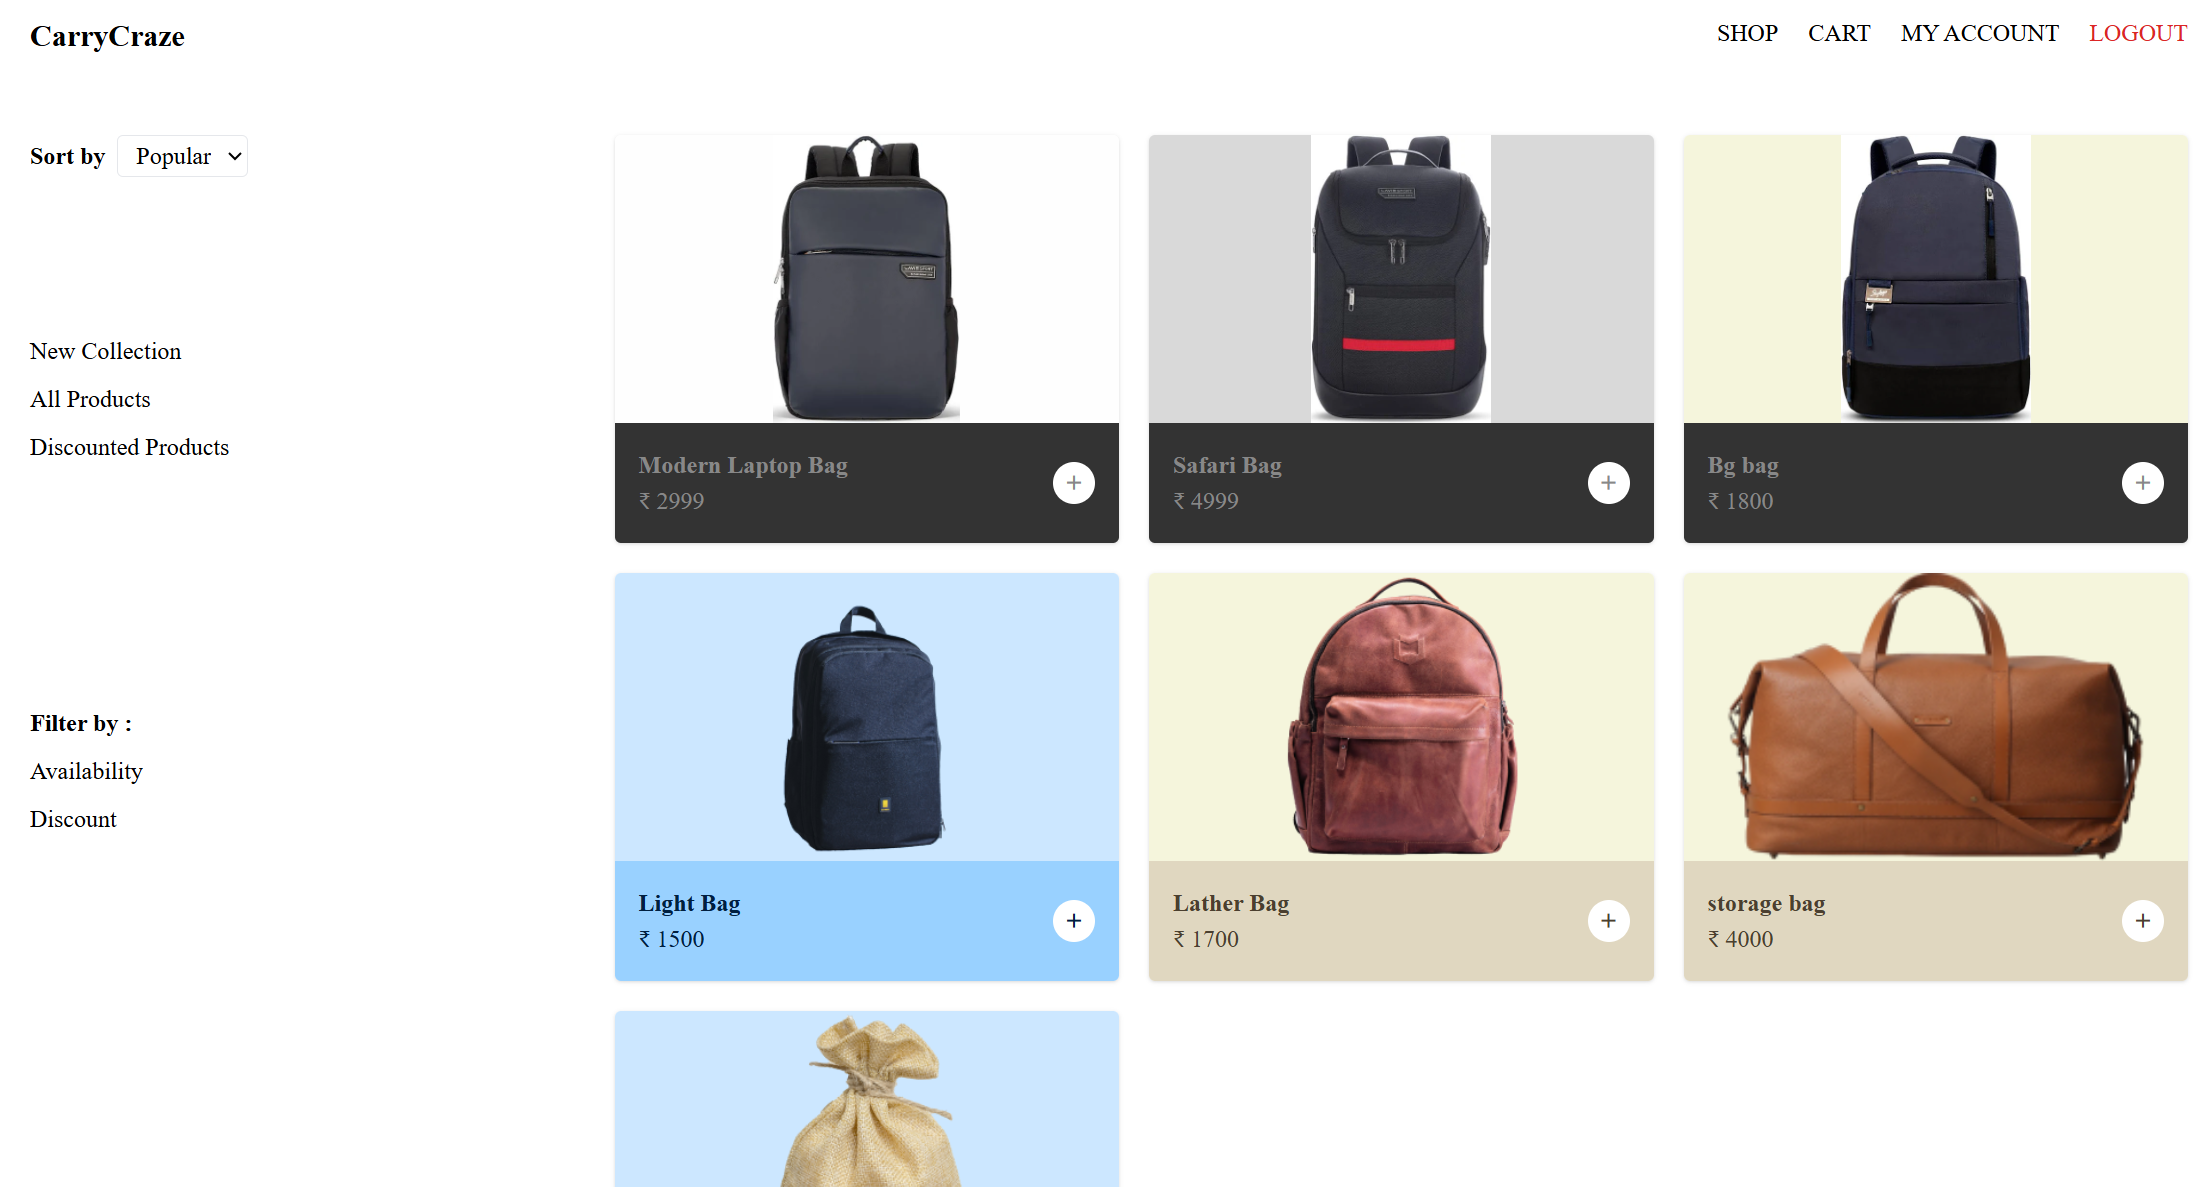 CarryCraze
SHOP CART MY ACCOUNT LOGOUT
Sort by Popular
New Collection
All Products
Discounted Products
Filter by :
Availability
Discount
Modern Laptop Bag
₹ 2999
+
Safari Bag
₹ 4999
+
Bg bag
₹ 1800
+
Light Bag
₹ 1500
+
Lather Bag
₹ 1700
+
storage bag
₹ 4000
+